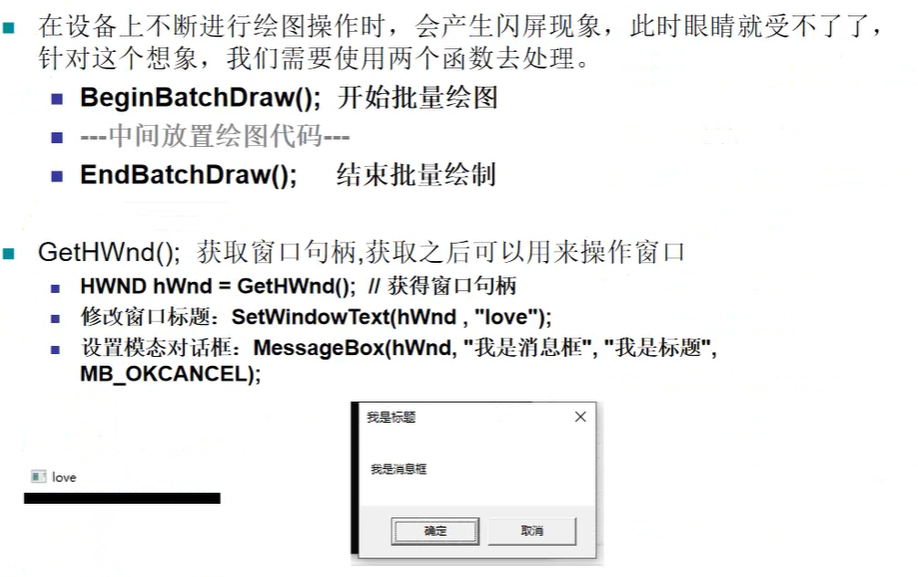 在设备上不断进行绘图操作时，会产生闪屏现象，此时眼睛就受不了了，
针对这个想象，我们需要使用两个函数去处理。
BeginBatchDraw(); 开始批量绘图
---中间放置绘图代码---
EndBatchDraw(); 结束批量绘制
GetHWnd(); 获取窗口句柄,获取之后可以用来操作窗口
HWND hWnd = GetHWnd(); // 获得窗口句柄
修改窗口标题：SetWindowText(hWnd , "love");
设置模态对话框：MessageBox(hWnd, "我是消息框", "我是标题",
MB_OKCANCEL);
我是标题
我是消息框
love
确定 取消